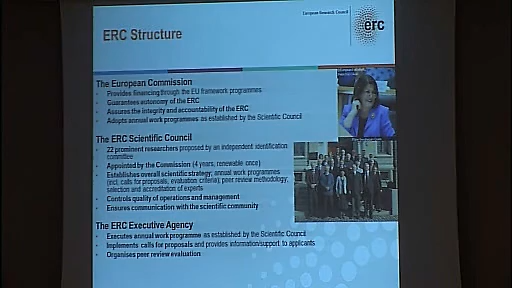 European Research Council
erc
ERC Structure
The European Commission
• Provides financing through the EU framework programmes
• Guarantees autonomy of the ERC
• Assures the integrity and accountability of the ERC
• Adopts annual work programmes as established by the Scientific Council
The ERC Scientific Council
• 22 prominent researchers proposed by an independent identification
committee
• Appointed by the Commission (4 years, renewable once)
• Establishes overall scientific strategy; annual work programmes
(incl. calls for proposals, evaluation criteria); peer review methodology;
selection and accreditation of experts
• Controls quality of operations and management
• Ensures communication with the scientific community
The ERC Executive Agency
• Executes annual work programme as established by the Scientific Council
• Implements calls for proposals and provides information/support to applicants
• Organises peer review evaluation